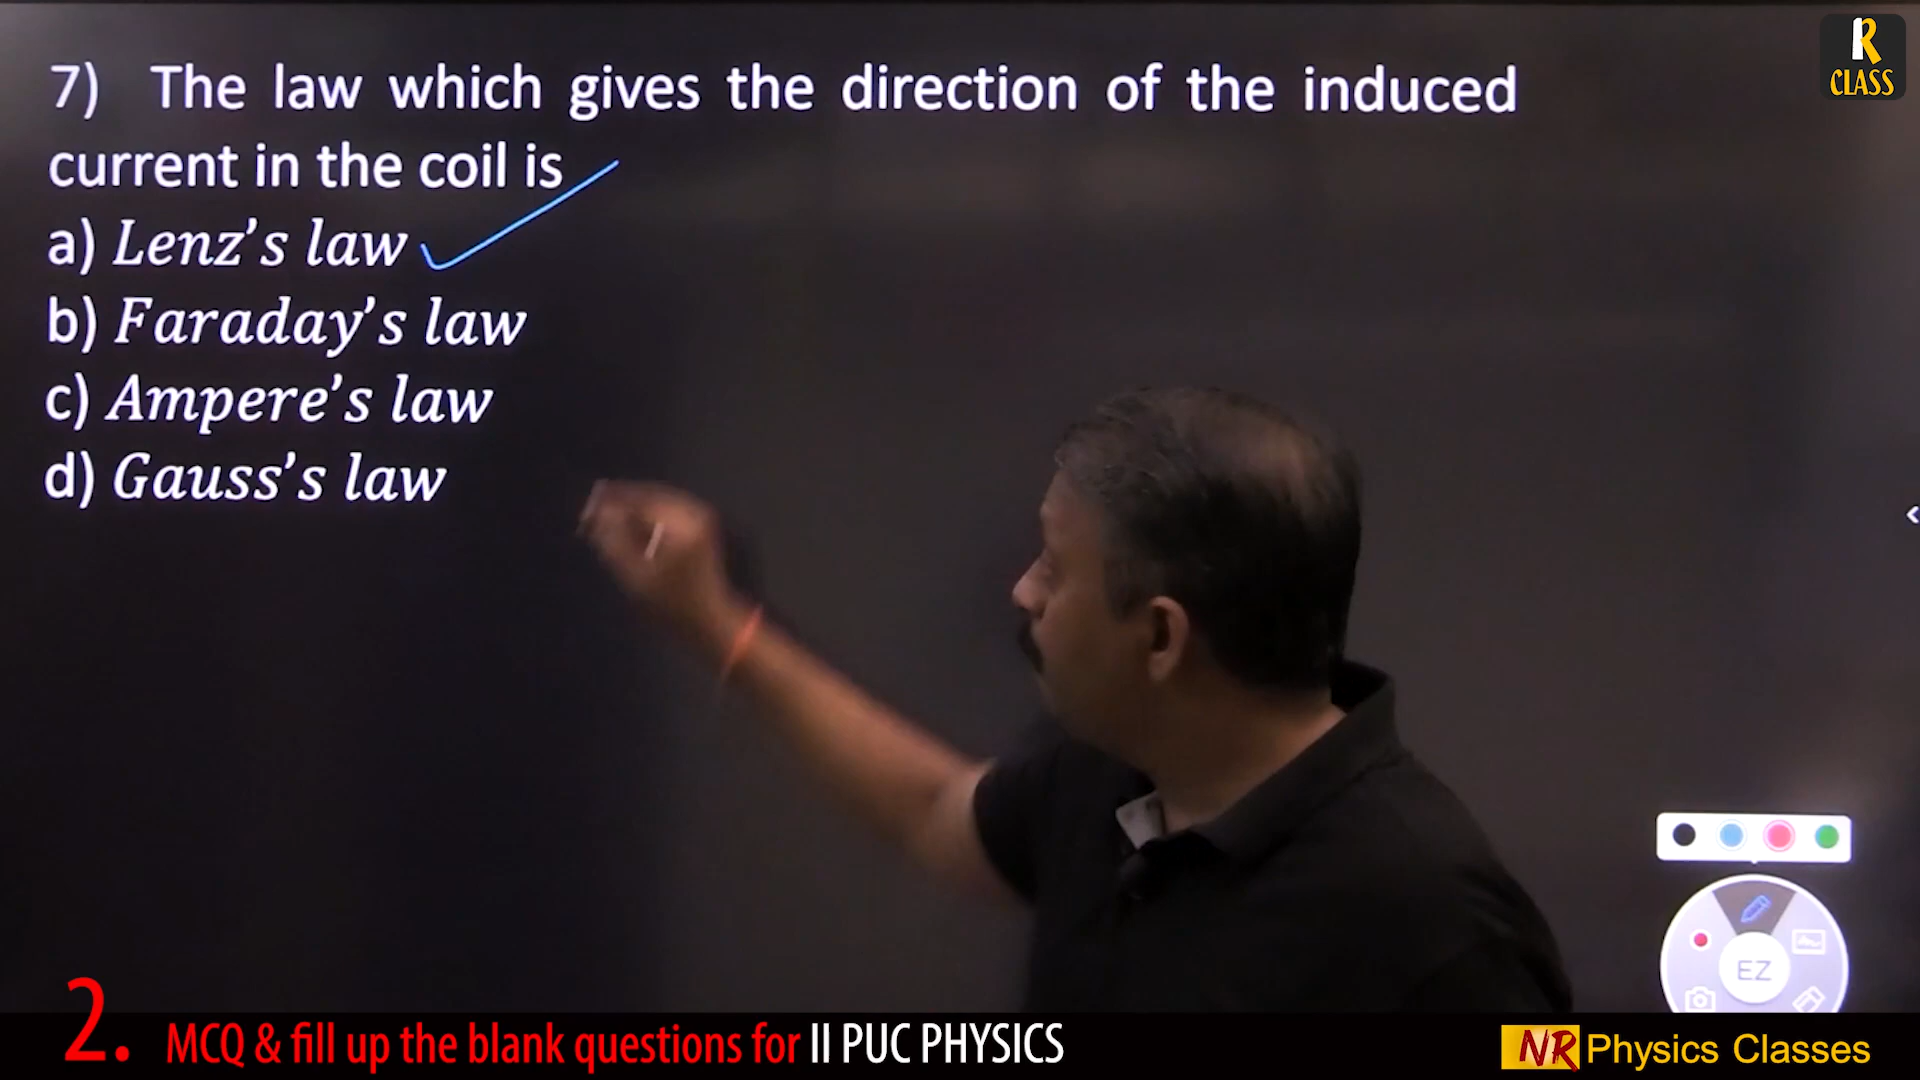 R
CLASS
7) The law which gives the direction of the induced
current in the coil is
a) Lenz's law
b) Faraday's law
c) Ampere's law
d) Gauss's law
EZ
2. MCQ & fill up the blank questions for II PUC PHYSICS
NR Physics Classes